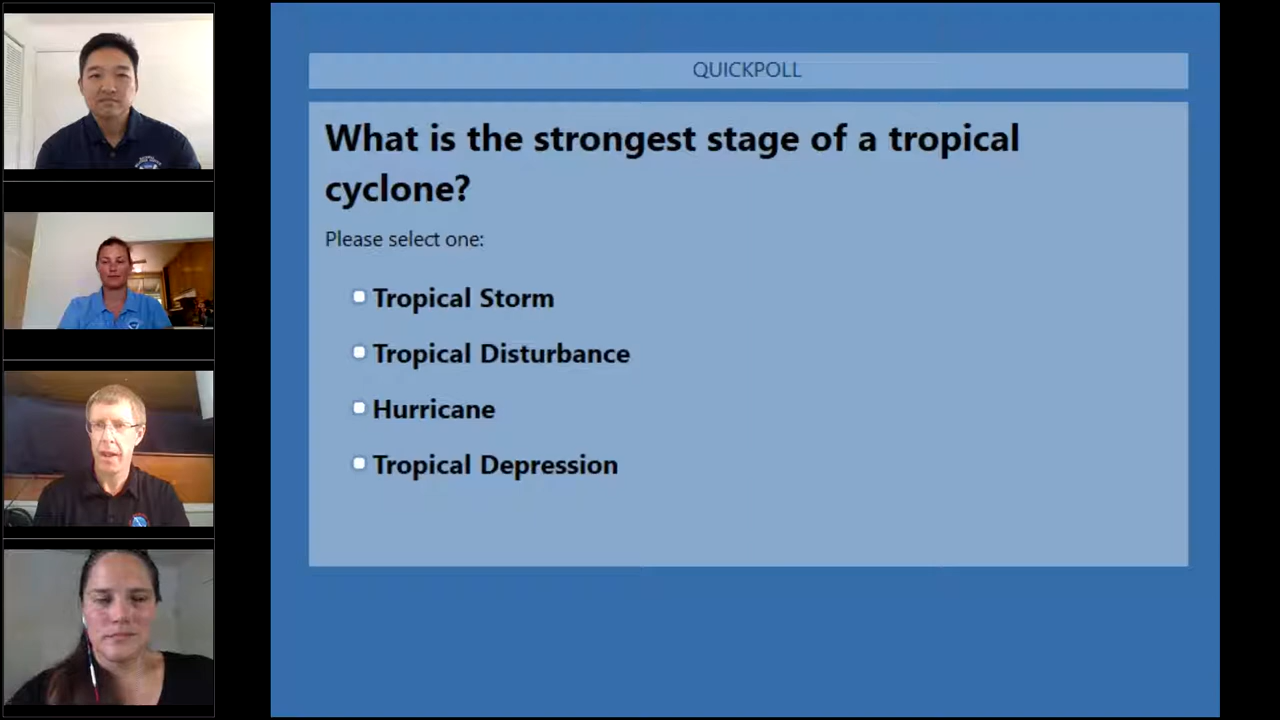 QUICKPOLL
What is the strongest stage of a tropical
cyclone?
Please select one:
Tropical Storm
Tropical Disturbance
Hurricane
Tropical Depression